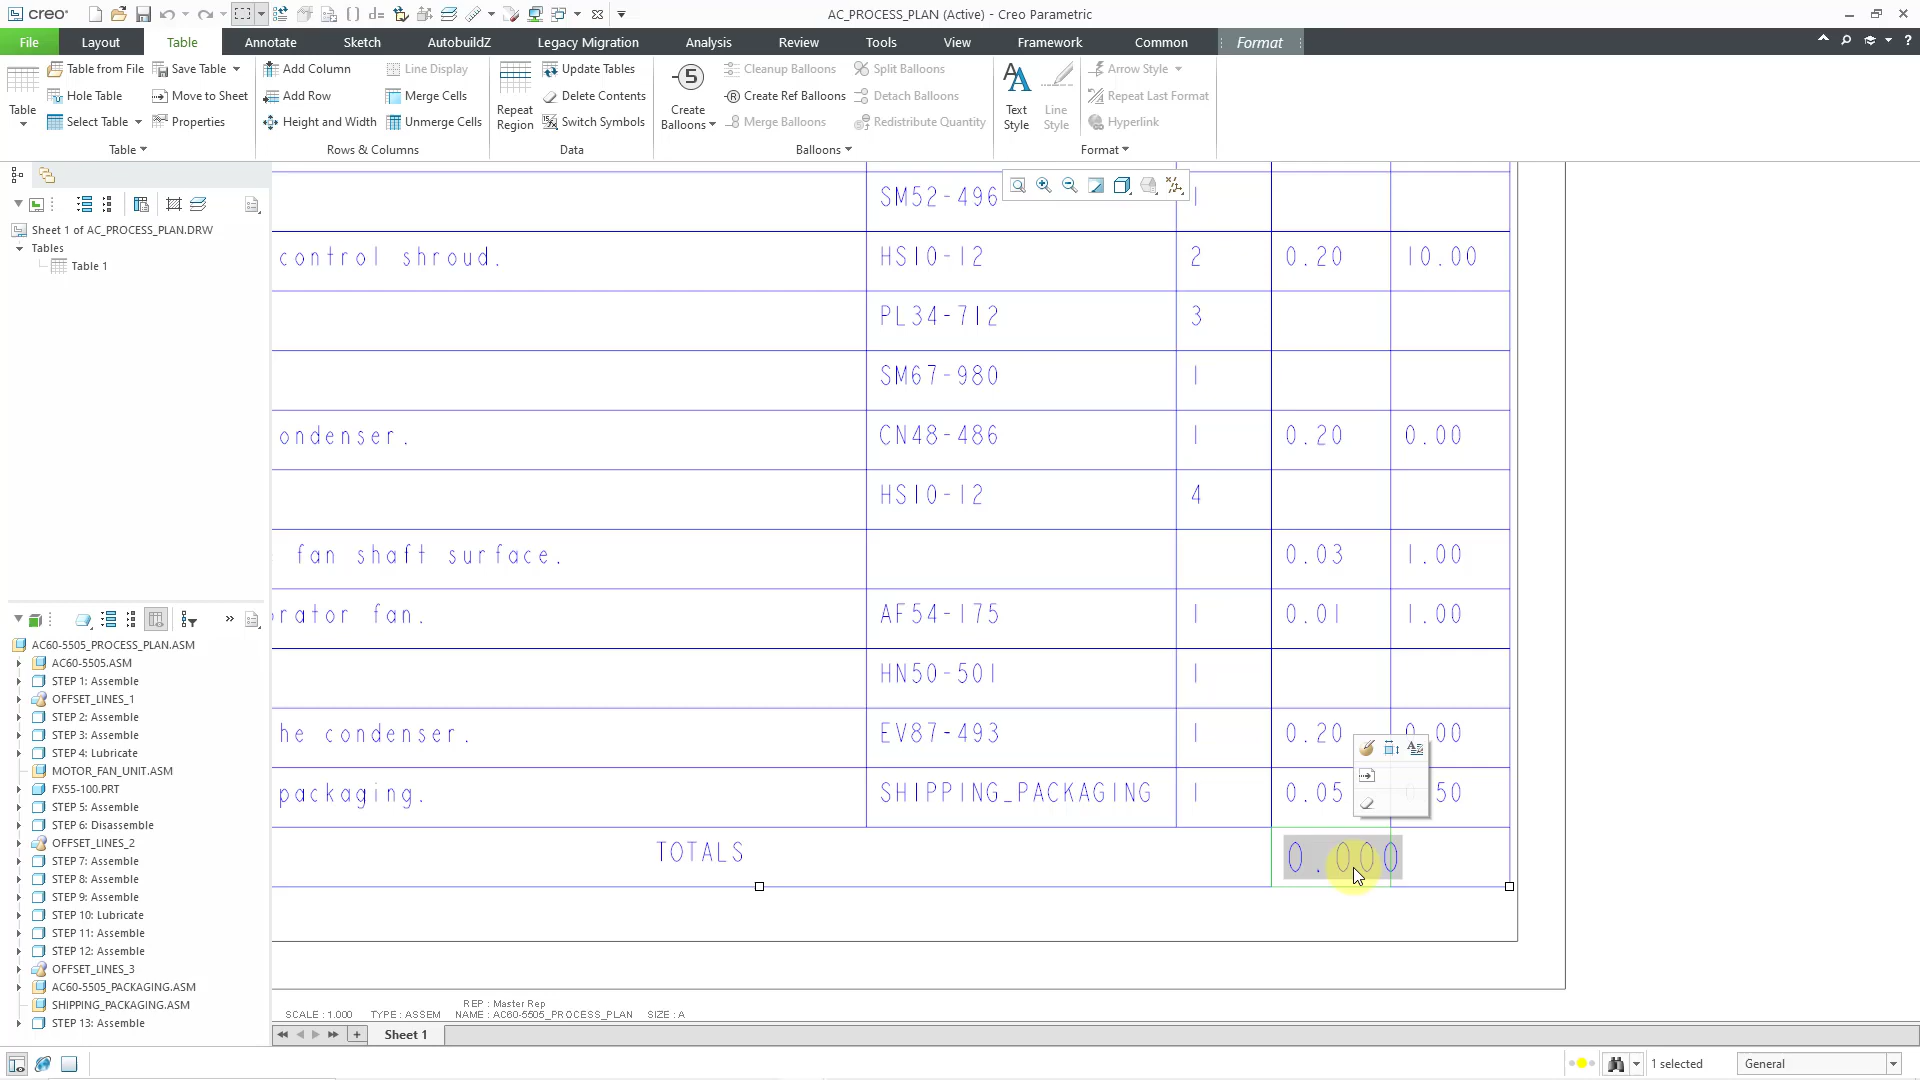 creo
AC_PROCESS_PLAN (Active) - Creo Parametric
File
Layout
Table
Annotate
Sketch
AutobuildZ
Legacy Migration
Analysis
Review
Tools
View
Framework
Common
Format
Table
Table from File
Hole Table
Select Table
Save Table
Move to Sheet
Properties
Table
Add Column
Add Row
Height and Width
Line Display
Merge Cells
Unmerge Cells
Rows & Columns
Repeat Region
Update Tables
Delete Contents
Switch Symbols
Data
5
Create Balloons
Cleanup Balloons
Create Ref Balloons
Merge Balloons
Split Balloons
Detach Balloons
Redistribute Quantity
Balloons
Text Style
Line Style
Arrow Style
Repeat Last Format
Hyperlink
Format
Sheet 1 of AC_PROCESS_PLAN.DRW
Tables
Table 1
AC60-5505_PROCESS_PLAN.ASM
AC60-5505.ASM
STEP 1: Assemble
OFFSET_LINES_1
STEP 2: Assemble
STEP 3: Assemble
STEP 4: Lubricate
MOTOR_FAN_UNIT.ASM
FX55-100.PRT
STEP 5: Assemble
STEP 6: Disassemble
OFFSET_LINES_2
STEP 7: Assemble
STEP 8: Assemble
STEP 9: Assemble
STEP 10: Lubricate
STEP 11: Assemble
STEP 12: Assemble
OFFSET_LINES_3
AC60-5505_PACKAGING.ASM
SHIPPING_PACKAGING.ASM
STEP 13: Assemble
SM52-496 1
control shroud. HS10-12 2 0.20 10.00
PL34-712 3
SM67-980 1
ondenser. CN48-486 1 0.20 0.00
HS10-12 4
fan shaft surface. 0.03 1.00
rator fan. AF54-175 1 0.01 1.00
HN50-501 1
he condenser. EV87-493 1 0.20 0.00
packaging. SHIPPING_PACKAGING 1 0.05 50
TOTALS 0.000
REP : Master Rep
SCALE : 1.000 TYPE : ASSEM NAME : AC60-5505_PROCESS_PLAN SIZE : A
Sheet 1
1 selected
General